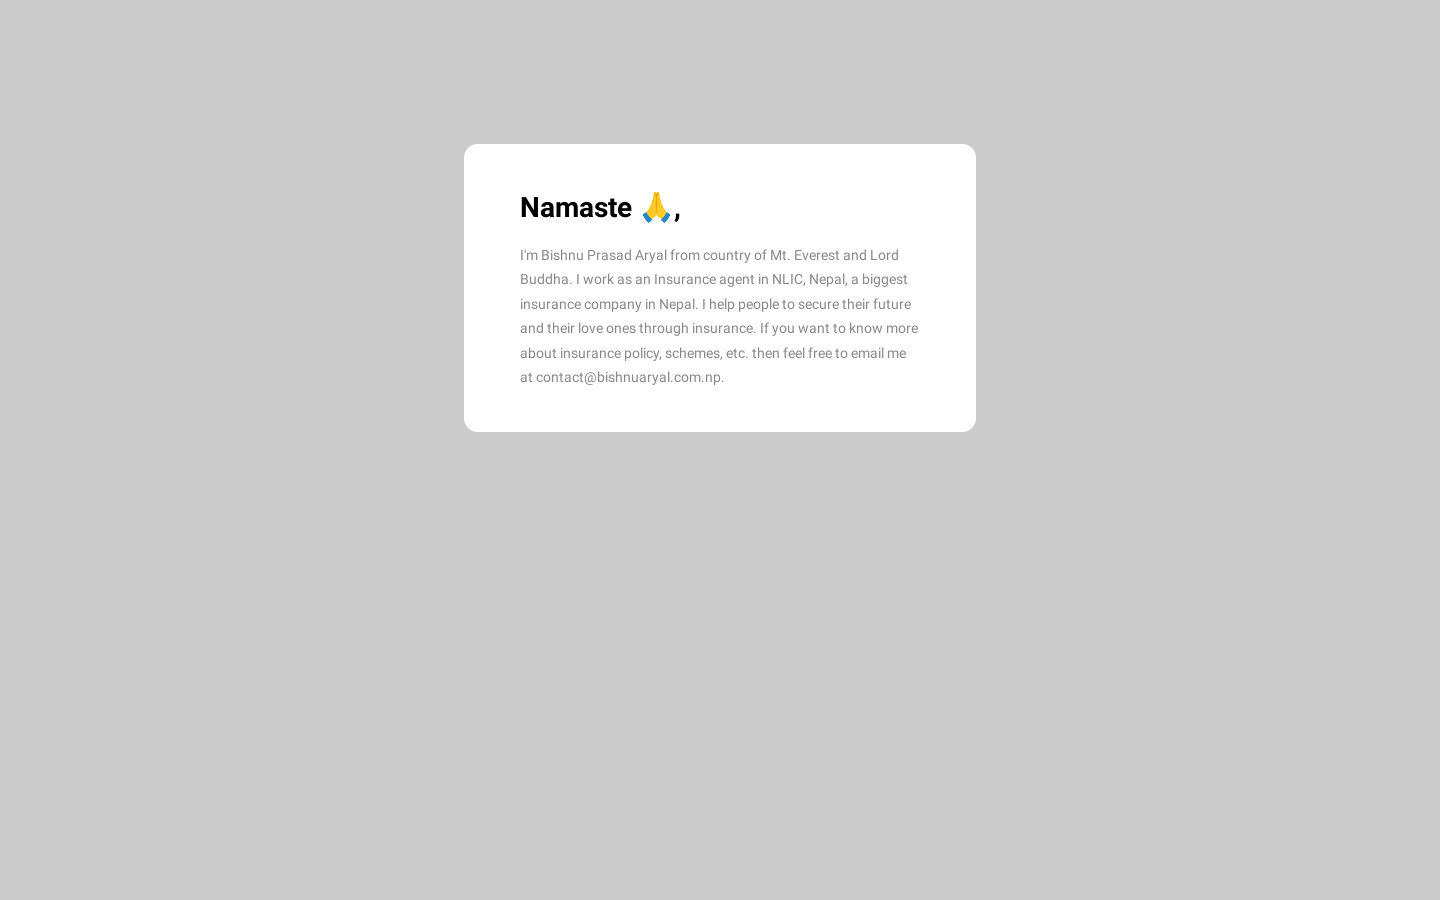 Namaste 🙏,
I'm Bishnu Prasad Aryal from country of Mt. Everest and Lord
Buddha. I work as an Insurance agent in NLIC, Nepal, a biggest
insurance company in Nepal. I help people to secure their future
and their love ones through insurance. If you want to know more
about insurance policy, schemes, etc. then feel free to email me
at contact@bishnuaryal.com.np.